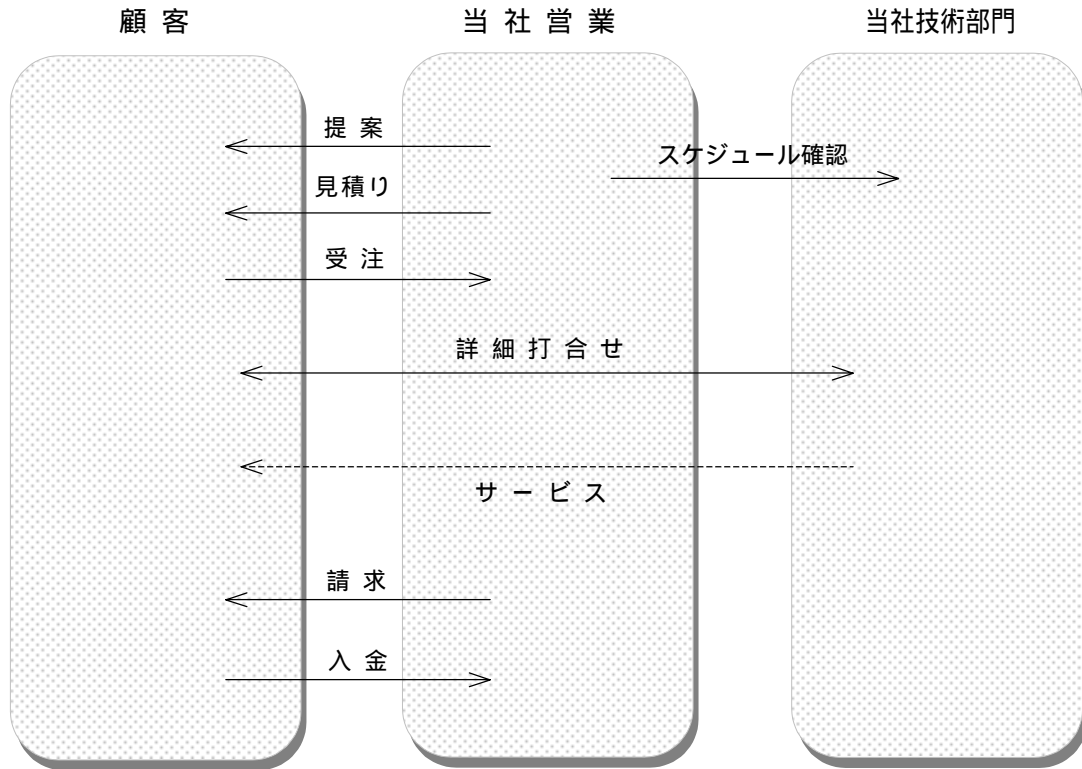 顧 客
当 社 営 業
当社技術部門
提 案
スケジュール確認
見積り
受 注
詳 細 打 合 せ
サ ー ビ ス
請 求
入 金